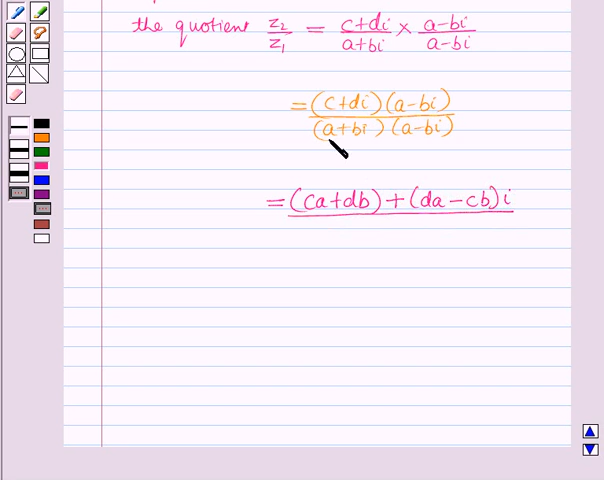 the quotient z₂/z₁ = (c+di)/(a+bi) × (a-bi)/(a-bi)
= (c+di)(a-bi)/(a+bi)(a-bi)
= (ca+db)+(da-cb)i